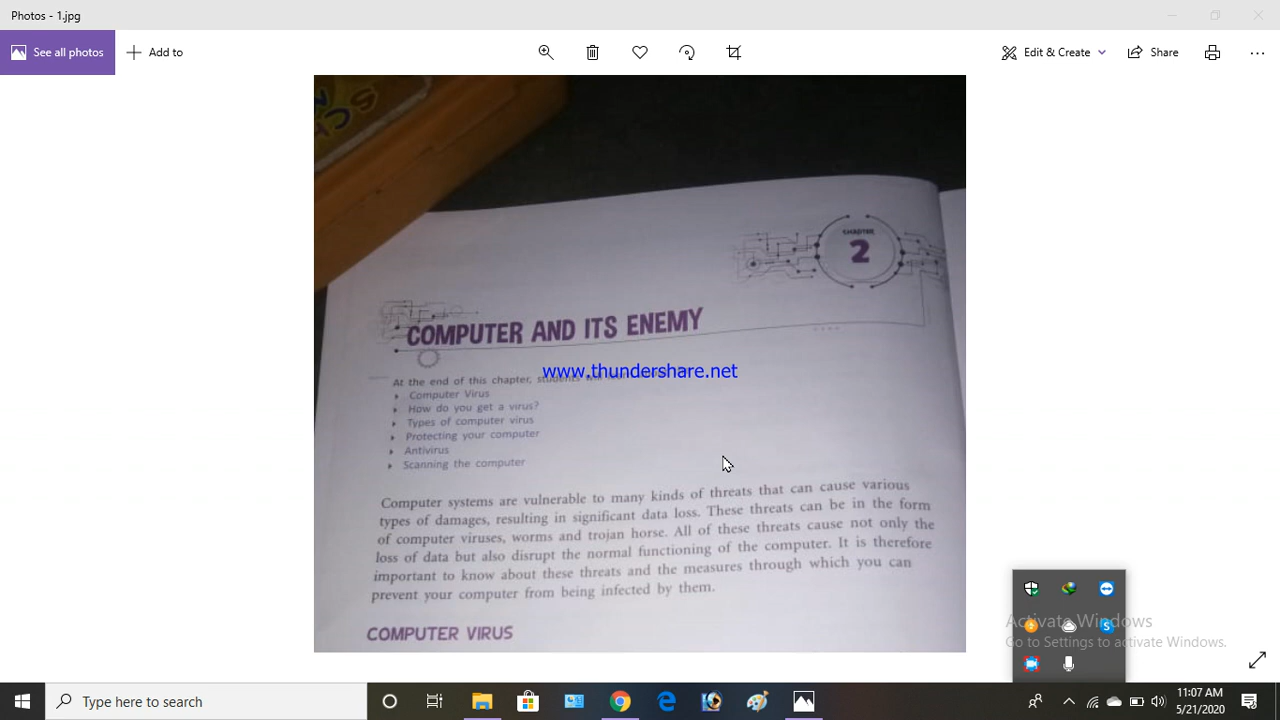 Photos - 1.jpg
See all photos
Add to
Edit & Create
Share
CHAPTER
2
COMPUTER AND ITS ENEMY
www.thundershare.net
At the end of this chapter, students will
Computer Virus
How do you get a virus?
Types of computer virus
Protecting your computer
Antivirus
Scanning the computer
Computer systems are vulnerable to many kinds of threats that can cause various
types of damages, resulting in significant data loss. These threats can be in the form
of computer viruses, worms and trojan horse. All of these threats cause not only the
loss of data but also disrupt the normal functioning of the computer. It is therefore
important to know about these threats and the measures through which you can
prevent your computer from being infected by them.
COMPUTER VIRUS
Activate Windows
Go to Settings to activate Windows.
Type here to search
11:07 AM
5/21/2020